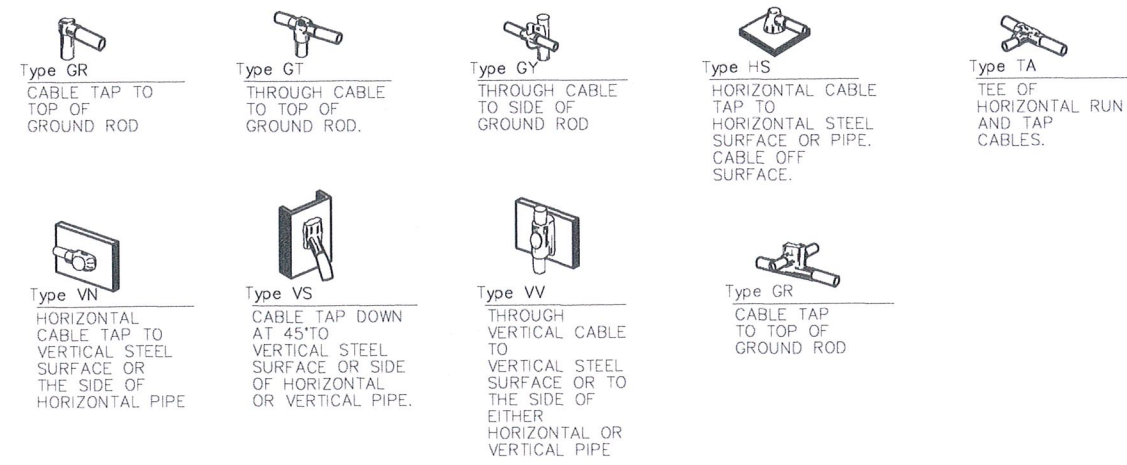 Type GR
CABLE TAP TO
TOP OF
GROUND ROD
Type GT
THROUGH CABLE
TO TOP OF
GROUND ROD.
Type GY
THROUGH CABLE
TO SIDE OF
GROUND ROD
Type HS
HORIZONTAL CABLE
TAP TO
HORIZONTAL STEEL
SURFACE OR PIPE.
CABLE OFF
SURFACE.
Type TA
TEE OF
HORIZONTAL RUN
AND TAP
CABLES.
Type VN
HORIZONTAL
CABLE TAP TO
VERTICAL STEEL
SURFACE OR
THE SIDE OF
HORIZONTAL PIPE
Type VS
CABLE TAP DOWN
AT 45°TO
VERTICAL STEEL
SURFACE OR SIDE
OF HORIZONTAL
OR VERTICAL PIPE.
Type VV
THROUGH
VERTICAL CABLE
TO
VERTICAL STEEL
SURFACE OR TO
THE SIDE OF
EITHER
HORIZONTAL OR
VERTICAL PIPE
Type GR
CABLE TAP
TO TOP OF
GROUND ROD